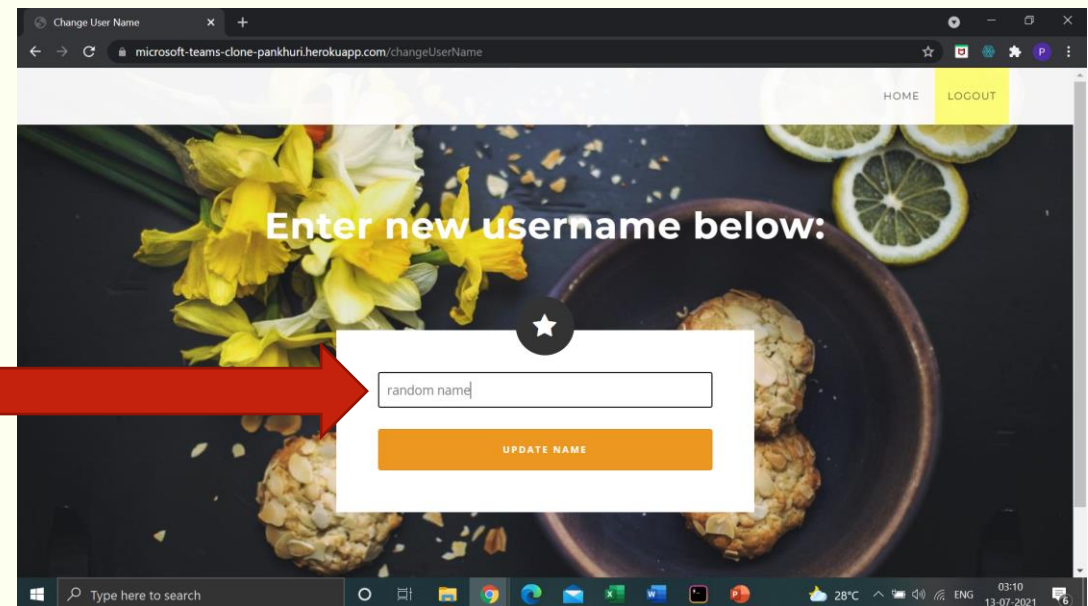 Change User Name
microsoft-teams-clone-pankhuri.herokuapp.com/changeUserName
P
HOME LOGOUT
Enter new username below:
random name
UPDATE NAME
Type here to search
28°C ENG 03:10
13-07-2021
6